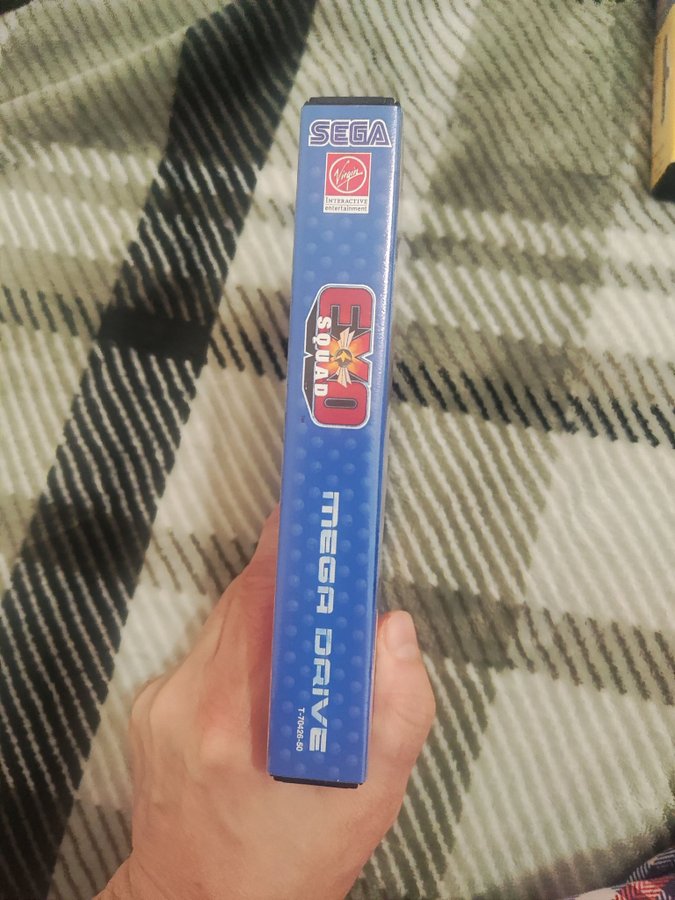 SEGA
Virgin
INTERACTIVE
entertainment
EXO
SQUAD
MEGA DRIVE
T-70426-50